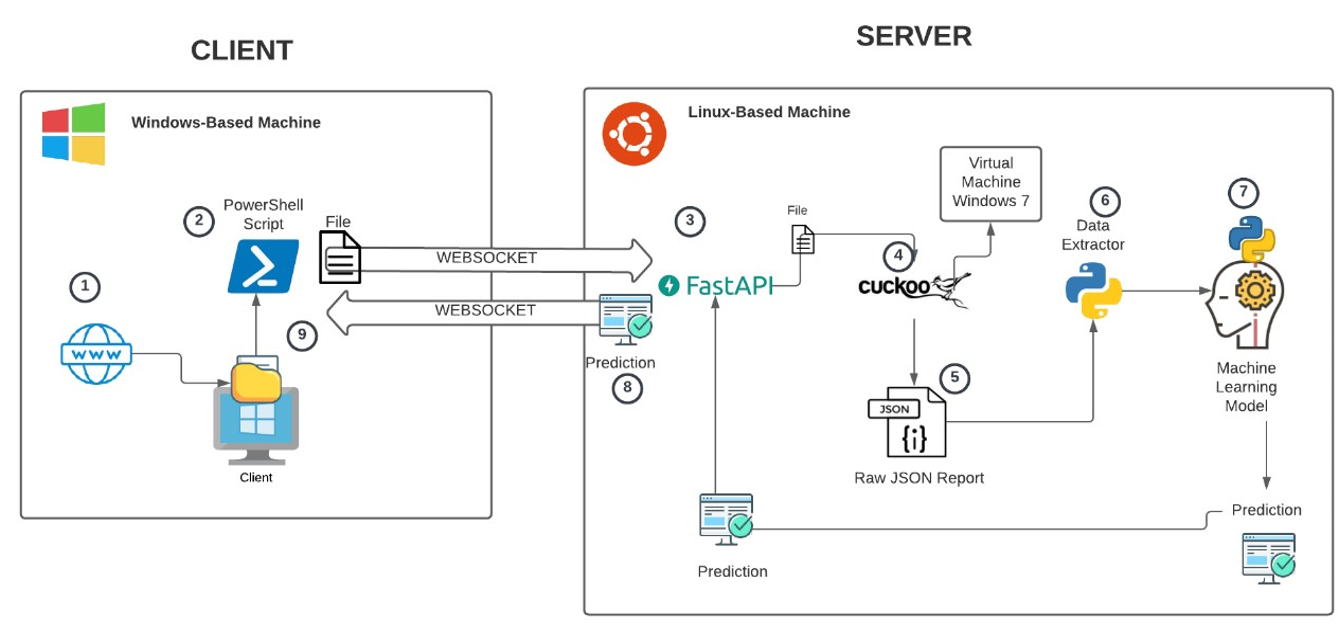 CLIENT
SERVER
Windows-Based Machine
Linux-Based Machine
1
WWW
2
PowerShell
Script
File
WEBSOCKET
WEBSOCKET
9
Client
3
FastAPI
Prediction
8
File
4
cuckoo
Virtual
Machine
Windows 7
5
JSON
{i}
Raw JSON Report
6
Data
Extractor
7
Machine
Learning
Model
Prediction
Prediction